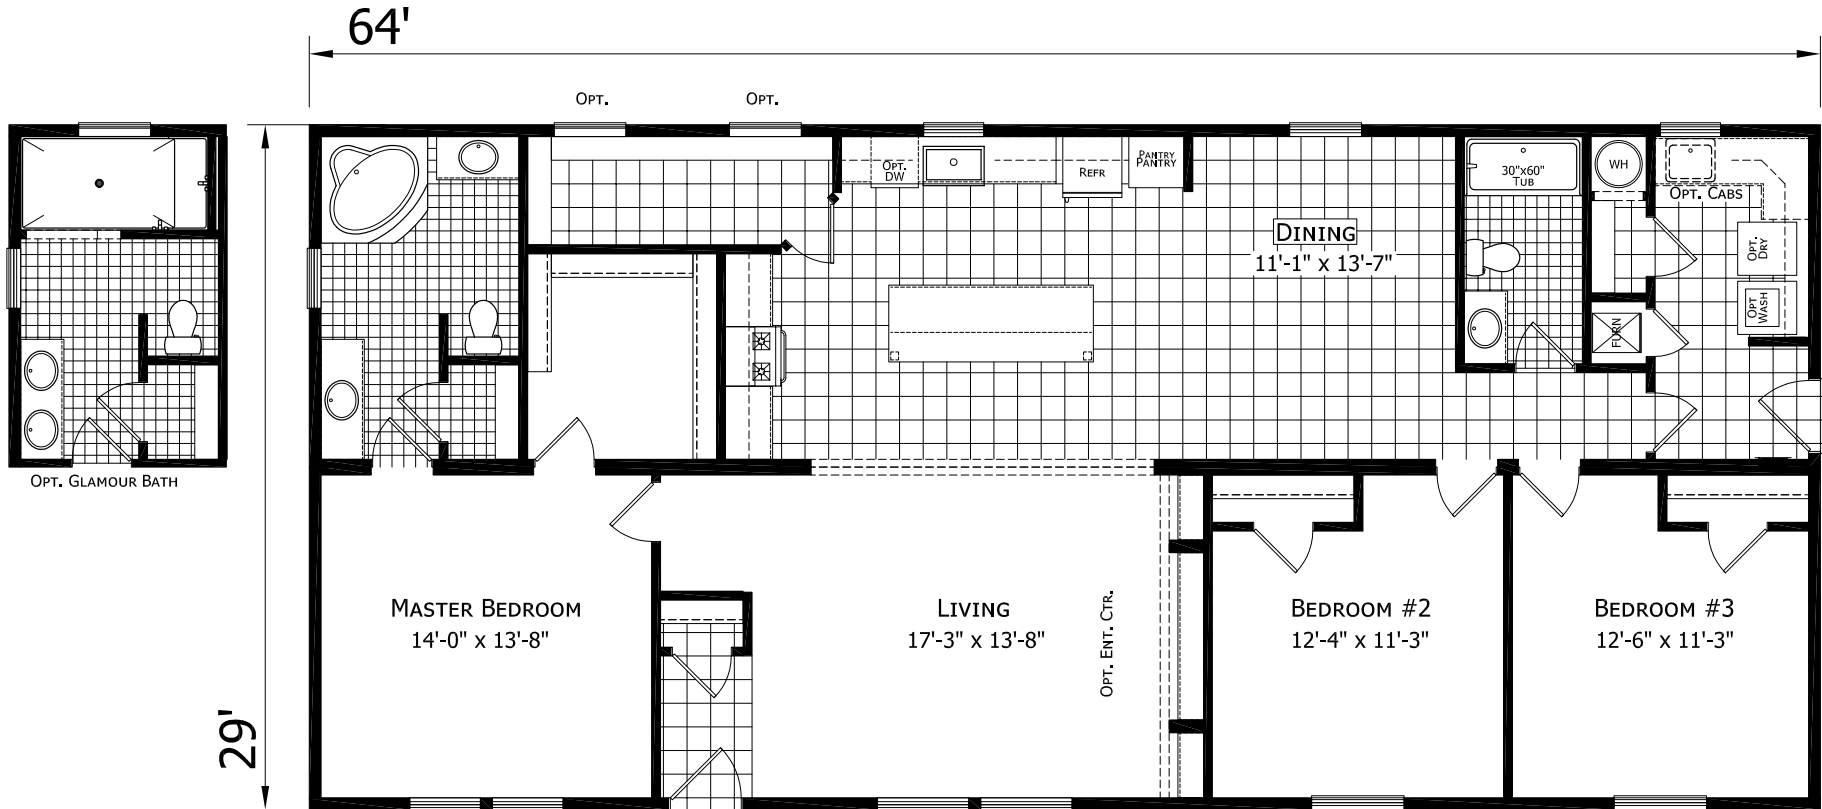 64'
OPT.
OPT.
29'
OPT. GLAMOUR BATH
OPT.
DW
REFR
PANTRY
PANTRY
DINING
11'-1" x 13'-7"
30"x60"
TUB
WH
OPT. CABS
OPT.
DRY
OPT
WASH
FURN
MASTER BEDROOM
14'-0" x 13'-8"
LIVING
17'-3" x 13'-8"
OPT. ENT. CTR.
BEDROOM #2
12'-4" x 11'-3"
BEDROOM #3
12'-6" x 11'-3"